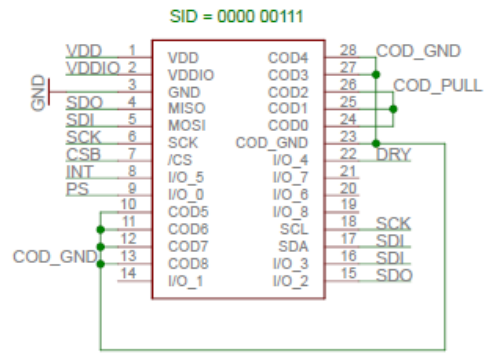 SID = 0000 00111
VDD 1 VDD COD4 28 COD_GND
VDDIO 2 VDDIO COD3 27
GND 3 GND COD2 26 COD_PULL
SDO 4 MISO COD1 25
SDI 5 MOSI COD0 24
SCK 6 SCK COD_GND 23
CSB 7 /CS I/O_4 22 DRY
INT 8 I/O_5 I/O_7 21
PS 9 I/O_0 I/O_6 20
10 COD5 I/O_8 19
11 COD6 SCL 18 SCK
12 COD7 SDA 17 SDI
COD_GND 13 COD8 I/O_3 16 SDI
14 I/O_1 I/O_2 15 SDO